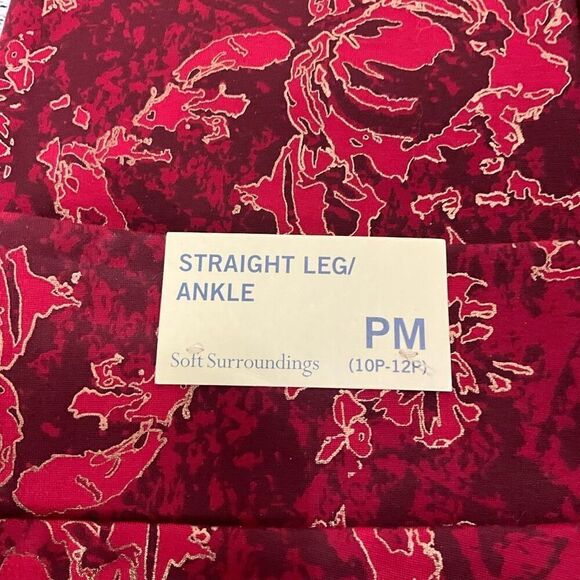 STRAIGHT LEG/
ANKLE
PM
Soft Surroundings (10P-12P)